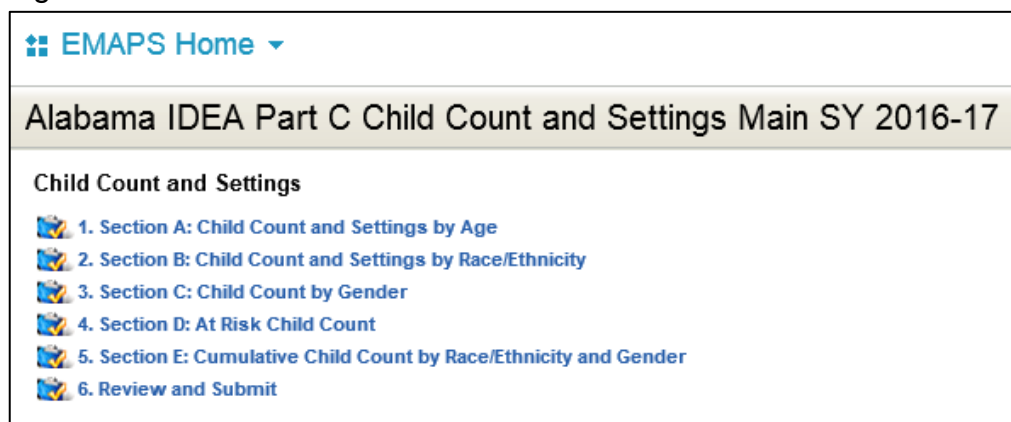 EMAPS Home
Alabama IDEA Part C Child Count and Settings Main SY 2016-17
Child Count and Settings
1. Section A: Child Count and Settings by Age
2. Section B: Child Count and Settings by Race/Ethnicity
3. Section C: Child Count by Gender
4. Section D: At Risk Child Count
5. Section E: Cumulative Child Count by Race/Ethnicity and Gender
6. Review and Submit